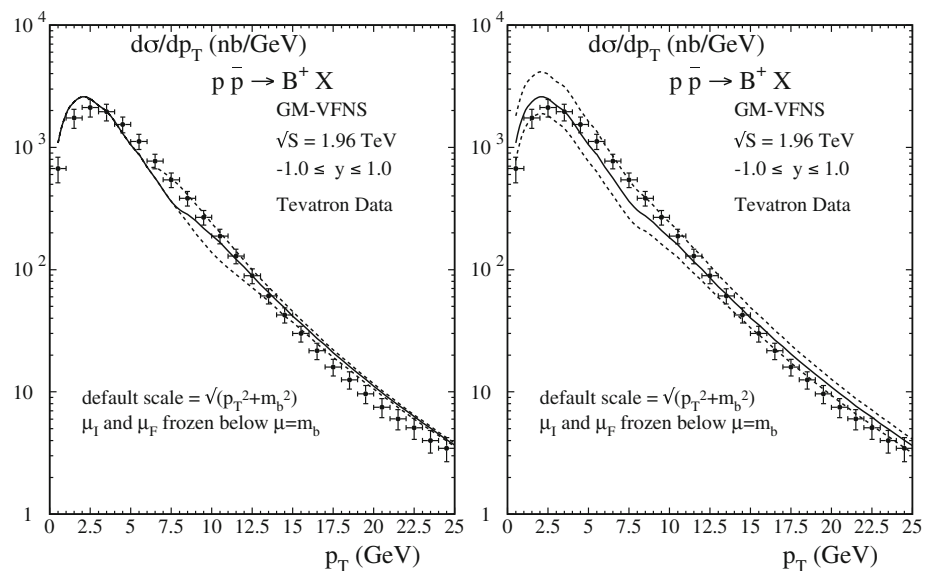 10^4
10^3
10^2
10
1
dσ/dp_T (nb/GeV)
p p̄ → B^+ X
GM-VFNS
√S = 1.96 TeV
-1.0 ≤ y ≤ 1.0
Tevatron Data
default scale = √(p_T^2+m_b^2)
μ_I and μ_F frozen below μ=m_b
0 2.5 5 7.5 10 12.5 15 17.5 20 22.5 25
p_T (GeV)
10^4
10^3
10^2
10
1
dσ/dp_T (nb/GeV)
p p̄ → B^+ X
GM-VFNS
√S = 1.96 TeV
-1.0 ≤ y ≤ 1.0
Tevatron Data
default scale = √(p_T^2+m_b^2)
μ_I and μ_F frozen below μ=m_b
0 2.5 5 7.5 10 12.5 15 17.5 20 22.5 25
p_T (GeV)